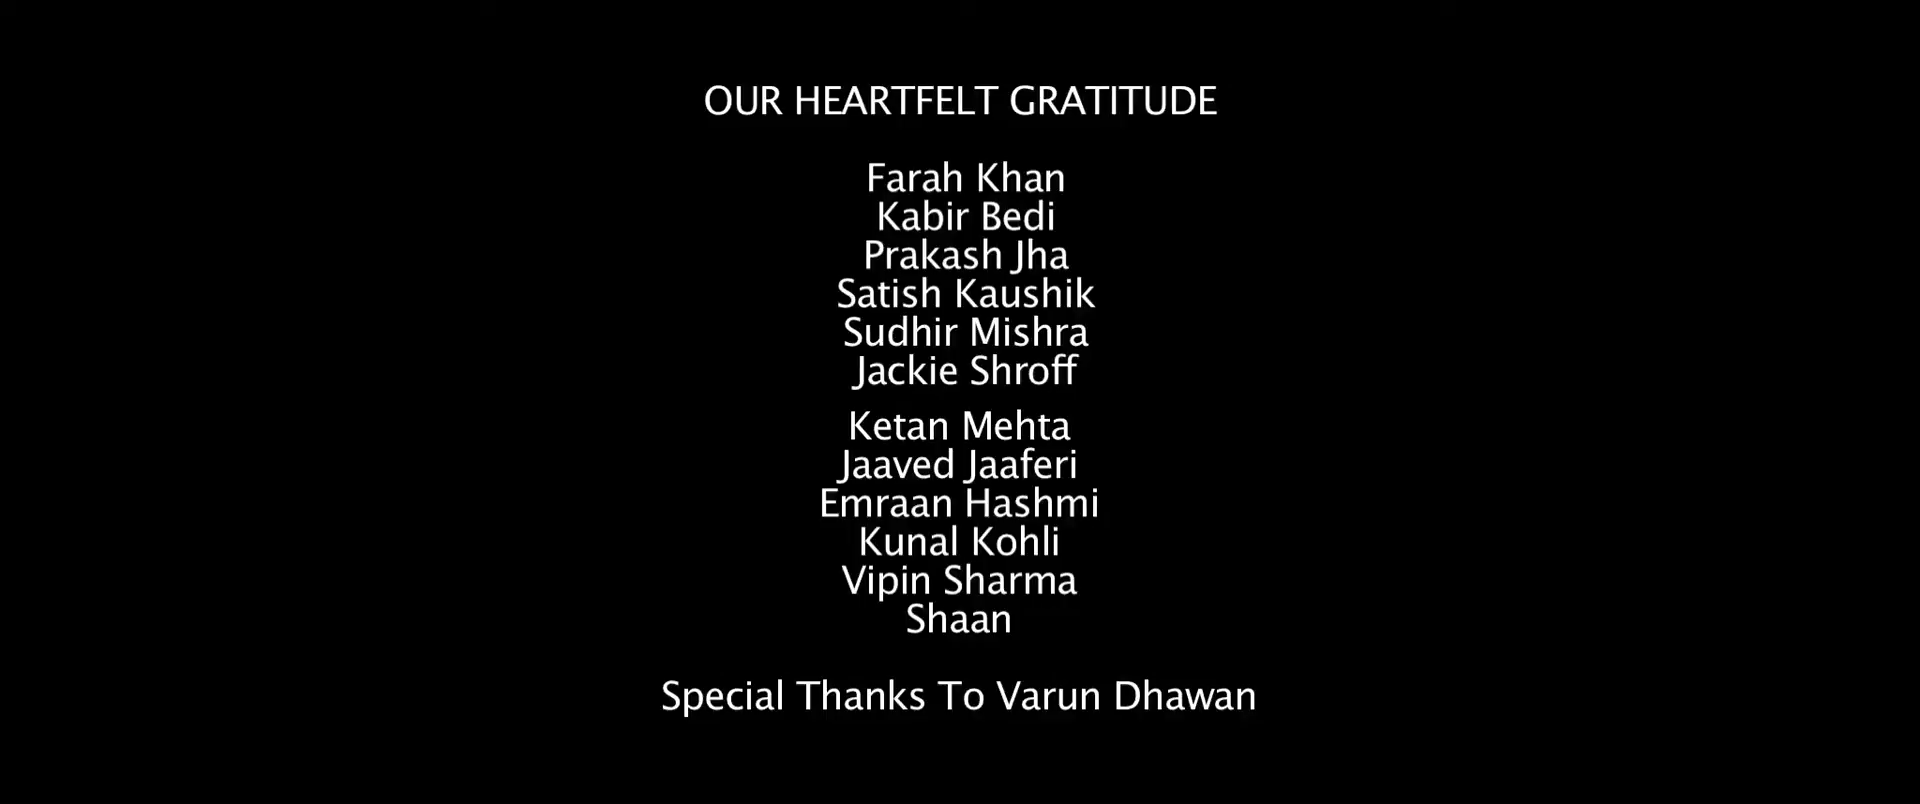 OUR HEARTFELT GRATITUDE
Farah Khan
Kabir Bedi
Prakash Jha
Satish Kaushik
Sudhir Mishra
Jackie Shroff
Ketan Mehta
Jaaved Jaaferi
Emraan Hashmi
Kunal Kohli
Vipin Sharma
Shaan
Special Thanks To Varun Dhawan